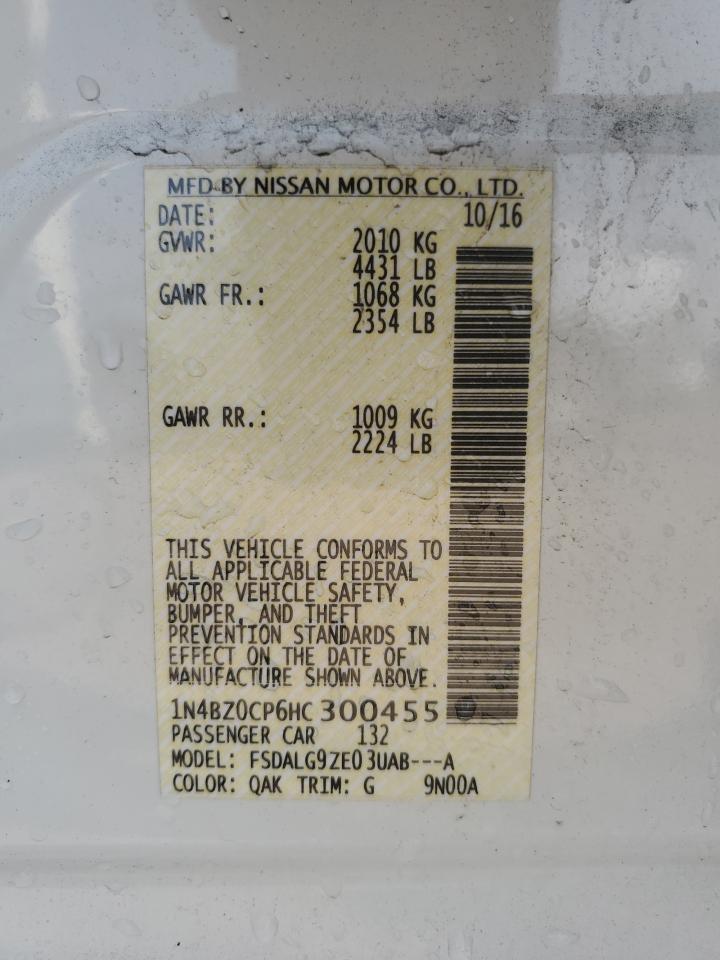 MFD BY NISSAN MOTOR CO., LTD.
DATE: 10/16
GVWR: 2010 KG
4431 LB
GAWR FR.: 1068 KG
2354 LB
GAWR RR.: 1009 KG
2224 LB
THIS VEHICLE CONFORMS TO
ALL APPLICABLE FEDERAL
MOTOR VEHICLE SAFETY,
BUMPER, AND THEFT
PREVENTION STANDARDS IN
EFFECT ON THE DATE OF
MANUFACTURE SHOWN ABOVE.
1N4BZ0CP6HC 300455
PASSENGER CAR 132
MODEL: FSDALG9ZE03UAB---A
COLOR: QAK TRIM: G 9N00A